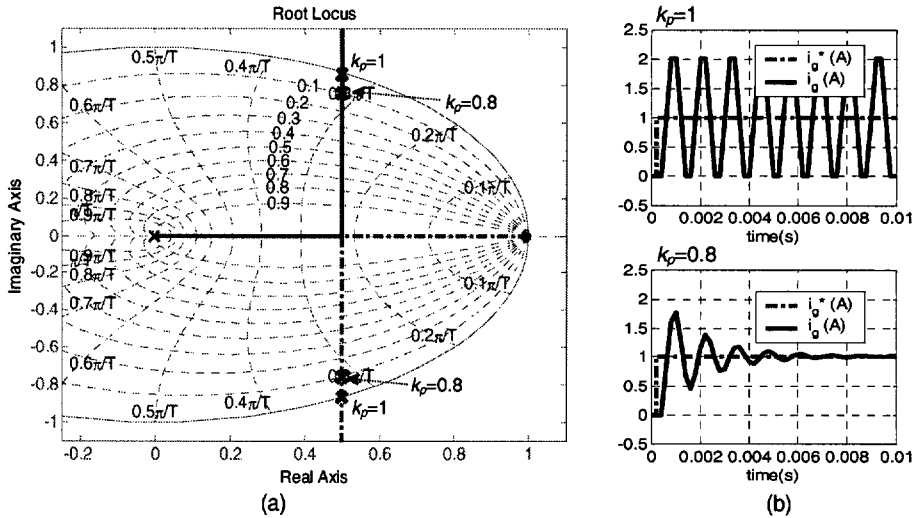 Root Locus
Imaginary Axis
1
0.8
0.6
0.4
0.2
0
-0.2
-0.4
-0.6
-0.8
-1
-0.2
0
0.2
0.4
0.6
0.8
1
Real Axis
0.5π/T
0.4π/T
0.6π/T
0.7π/T
0.8π/T
0.9π/T
0.1
0.2
0.3
0.4
0.5
0.6
0.7
0.8
0.9
kp=1
kp=0.8
0.2π/T
0.1π/T
0.9π/T
0.8π/T
0.7π/T
0.6π/T
0.5π/T
0.4π/T
0.1π/T
0.2π/T
kp=0.8
kp=1
(a)
kp=1
2.5
2
1.5
1
0.5
0
-0.5
ig* (A)
ig (A)
0
0.002
0.004
0.006
0.008
0.01
time(s)
kp=0.8
2.5
2
1.5
1
0.5
0
-0.5
ig* (A)
ig (A)
0
0.002
0.004
0.006
0.008
0.01
time(s)
(b)